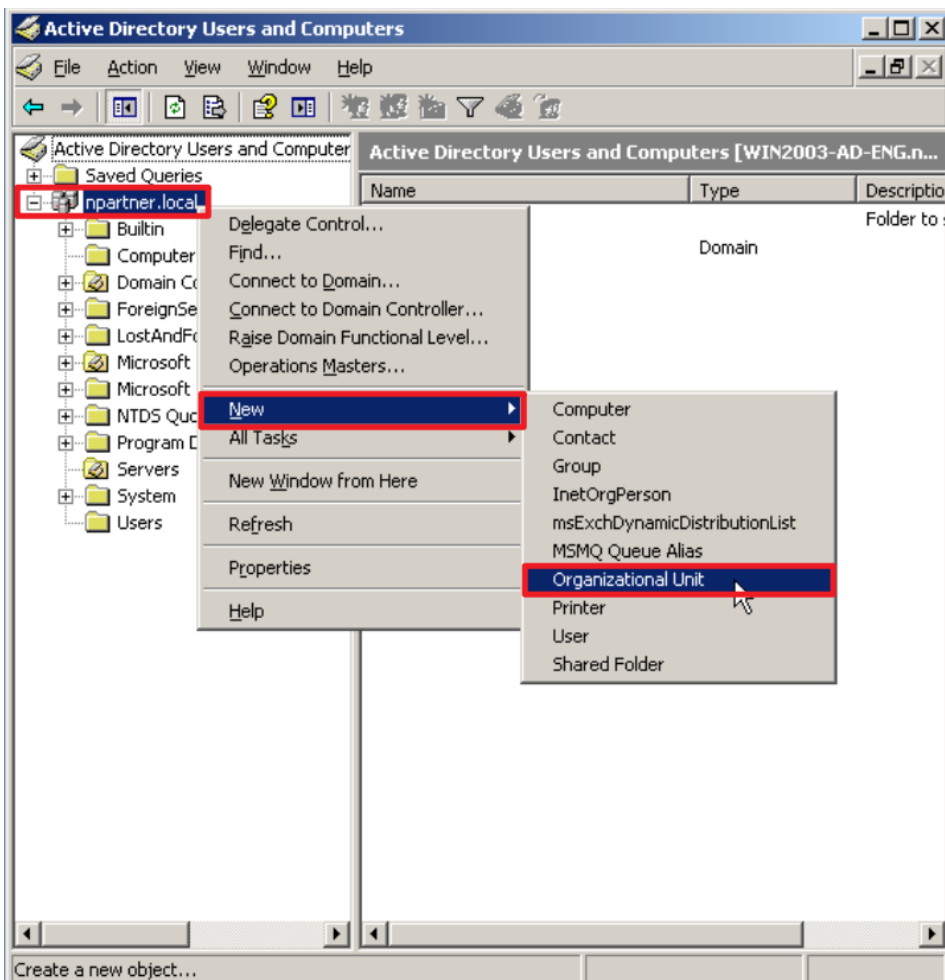 Active Directory Users and Computers
File Action View Window Help
Active Directory Users and Computer
Saved Queries
npartner.local
Builtin
Computer
Domain Co
ForeignSe
LostAndFo
Microsoft
Microsoft
NTDS Quo
Program D
Servers
System
Users
Active Directory Users and Computers [WIN2003-AD-ENG.n...
Name Type Descriptio
Folder to s
Domain
Delegate Control...
Find...
Connect to Domain...
Connect to Domain Controller...
Raise Domain Functional Level...
Operations Masters...
New
All Tasks
New Window from Here
Refresh
Properties
Help
Computer
Contact
Group
InetOrgPerson
msExchDynamicDistributionList
MSMQ Queue Alias
Organizational Unit
Printer
User
Shared Folder
Create a new object...